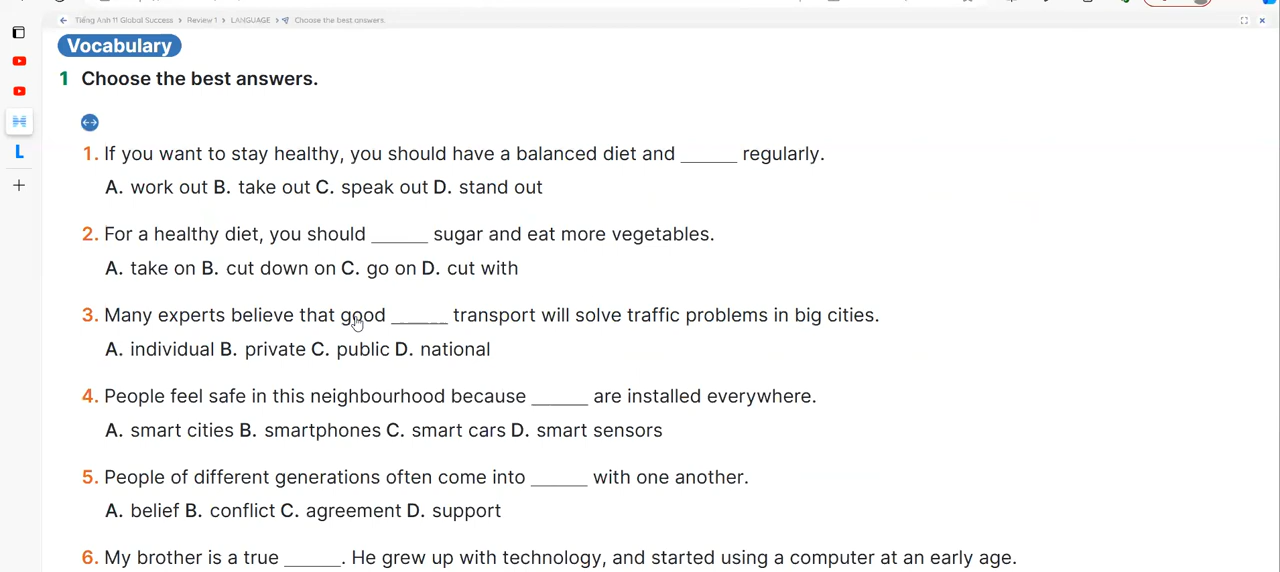 Tiếng Anh 11 Global Success > Review 1 > LANGUAGE > Choose the best answers.
Vocabulary
1 Choose the best answers.
1. If you want to stay healthy, you should have a balanced diet and ______ regularly.
A. work out B. take out C. speak out D. stand out
2. For a healthy diet, you should ______ sugar and eat more vegetables.
A. take on B. cut down on C. go on D. cut with
3. Many experts believe that good ______ transport will solve traffic problems in big cities.
A. individual B. private C. public D. national
4. People feel safe in this neighbourhood because ______ are installed everywhere.
A. smart cities B. smartphones C. smart cars D. smart sensors
5. People of different generations often come into ______ with one another.
A. belief B. conflict C. agreement D. support
6. My brother is a true ______. He grew up with technology, and started using a computer at an early age.
L